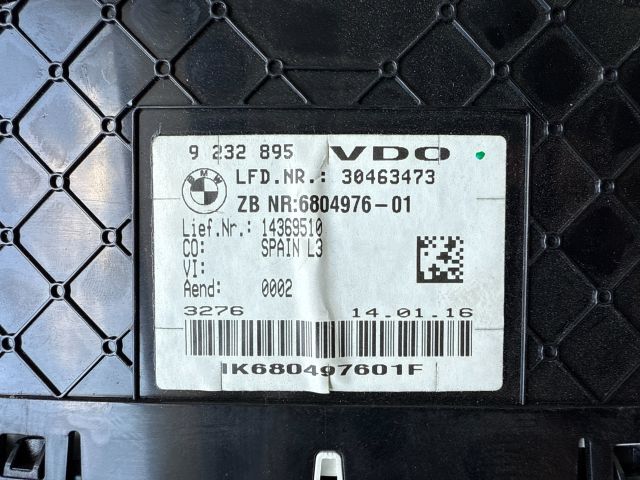 9 232 895 VDO
BMW LFD.NR.: 30463473
ZB NR:6804976-01
Lief.Nr.: 14369510
CO: SPAIN L3
VI:
Aend: 0002
3276 14.01.16
IK680497601F